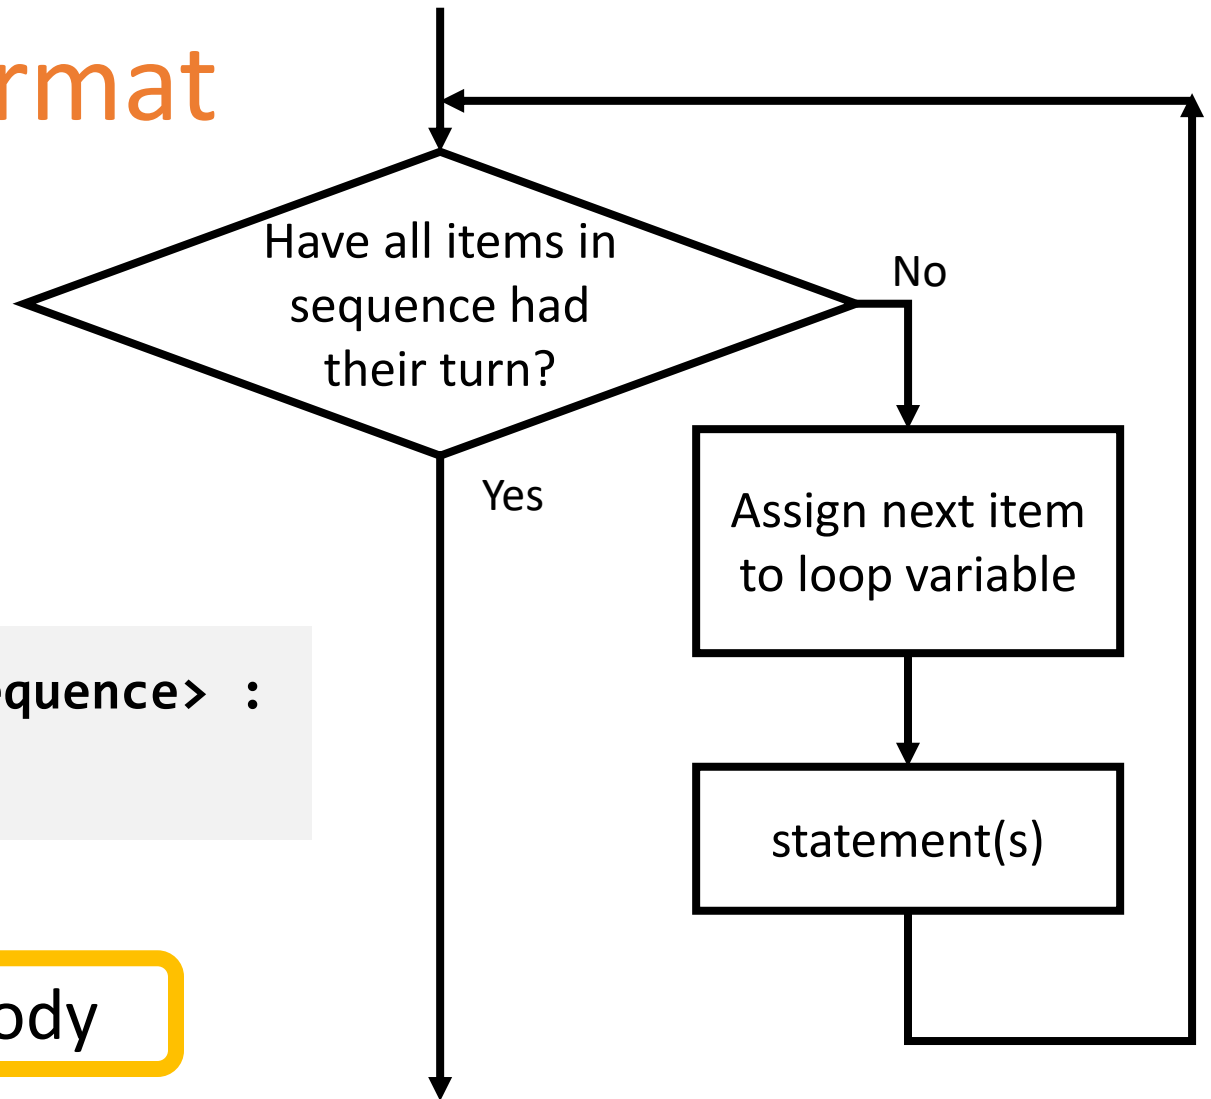 rmat
Have all items in
sequence had
their turn?
No
Yes
Assign next item
to loop variable
quence> :
statement(s)
ody